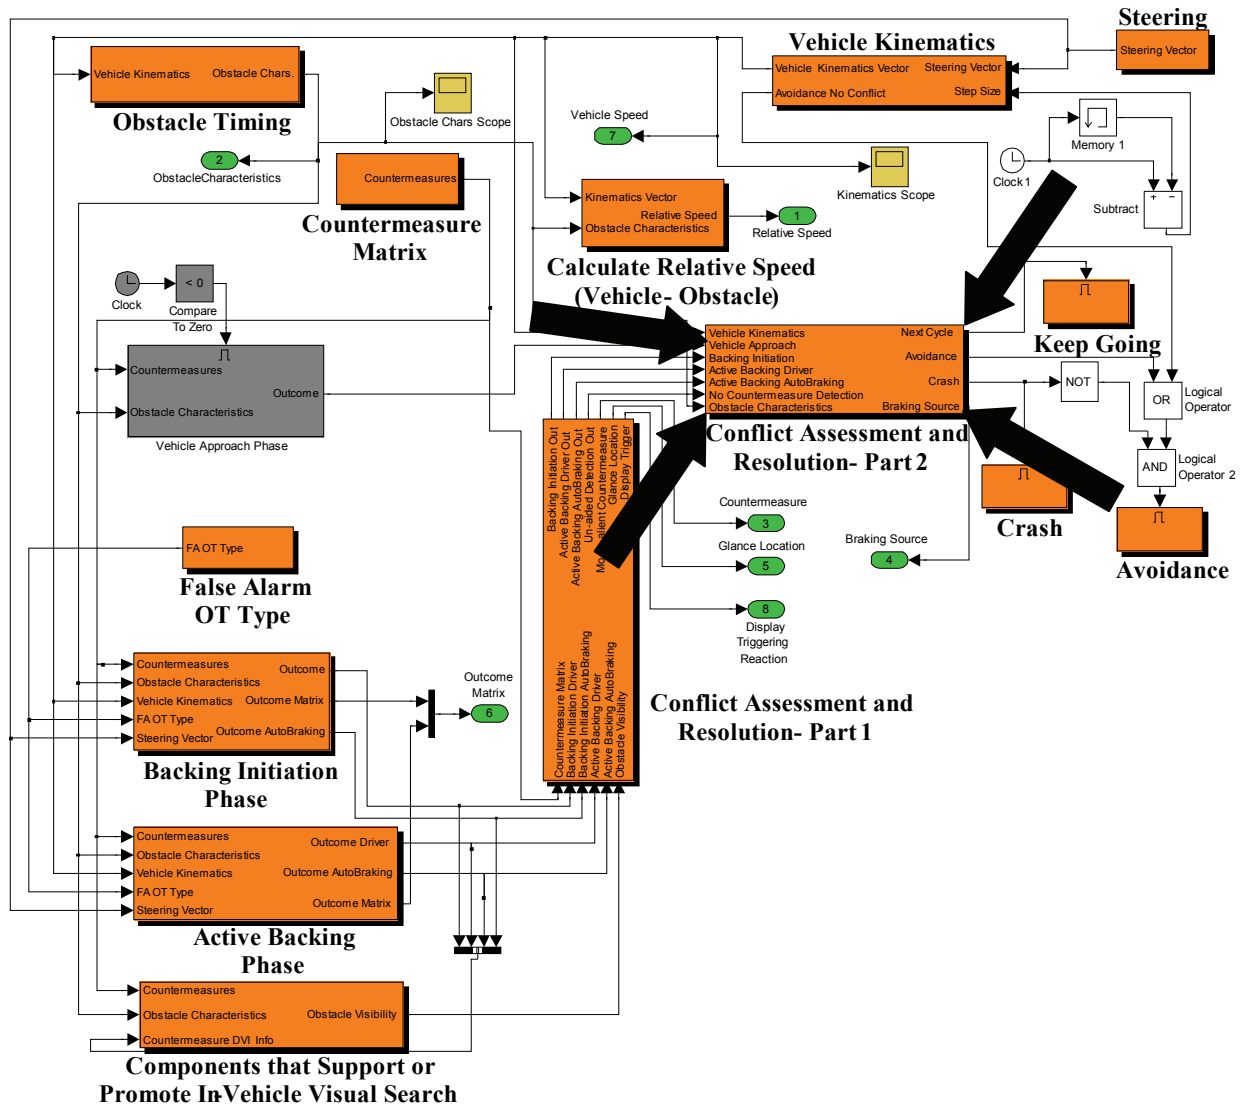 Steering
Steering Vector
Vehicle Kinematics
Vehicle Kinematics Vector
Steering Vector
Avoidance No Conflict
Step Size
Vehicle Kinematics
Obstacle Chars.
Obstacle Timing
Obstacle Chars Scope
Vehicle Speed
7
Memory 1
Clock1
2
ObstacleCharacteristics
Countermeasures
Countermeasure
Matrix
Kinematics Scope
Kinematics Vector
Relative Speed
Obstacle Characteristics
1
Relative Speed
Subtract
+ −
Calculate Relative Speed
(Vehicle- Obstacle)
Clock
< 0
Compare
To Zero
Countermeasures
Outcome
Obstacle Characteristics
Vehicle Approach Phase
Vehicle Kinematics
Vehicle Approach
Backing Initiation
Active Backing Driver
Active Backing AutoBraking
No Countermeasure Detection
Obstacle Characteristics
Next Cycle
Avoidance
Crash
Braking Source
Conflict Assessment and
Resolution- Part 2
Keep Going
NOT
OR
Logical
Operator
AND
Logical
Operator 2
Crash
Avoidance
Backing Initiation Out
Active Backing Driver Out
Active Backing AutoBraking Out
Un-aided Detection Out
Glance Location
Display Trigger
Countermeasure
3
Glance Location
5
8
Display
Triggering
Reaction
Braking Source
4
FA OT Type
False Alarm
OT Type
Countermeasures
Obstacle Characteristics
Vehicle Kinematics
FA OT Type
Steering Vector
Outcome
Outcome Matrix
Outcome AutoBraking
Backing Initiation
Phase
Outcome
Matrix
6
Countermeasure Matrix
Backing Initiation Driver
Backing Initiation AutoBraking
Active Backing Driver
Active Backing AutoBraking
Obstacle Visibility
Conflict Assessment and
Resolution- Part 1
Countermeasures
Obstacle Characteristics
Vehicle Kinematics
FA OT Type
Steering Vector
Outcome Driver
Outcome AutoBraking
Outcome Matrix
Active Backing
Phase
Countermeasures
Obstacle Characteristics
Obstacle Visibility
Countermeasure DVI Info
Components that Support or
Promote In-Vehicle Visual Search